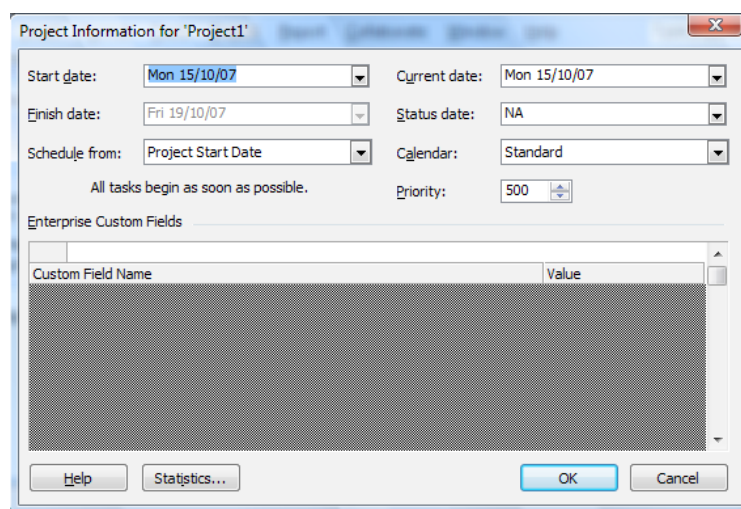 Project Information for 'Project1'
Start date: Mon 15/10/07 Current date: Mon 15/10/07
Finish date: Fri 19/10/07 Status date: NA
Schedule from: Project Start Date Calendar: Standard
All tasks begin as soon as possible. Priority: 500
Enterprise Custom Fields
Custom Field Name Value
Help Statistics... OK Cancel